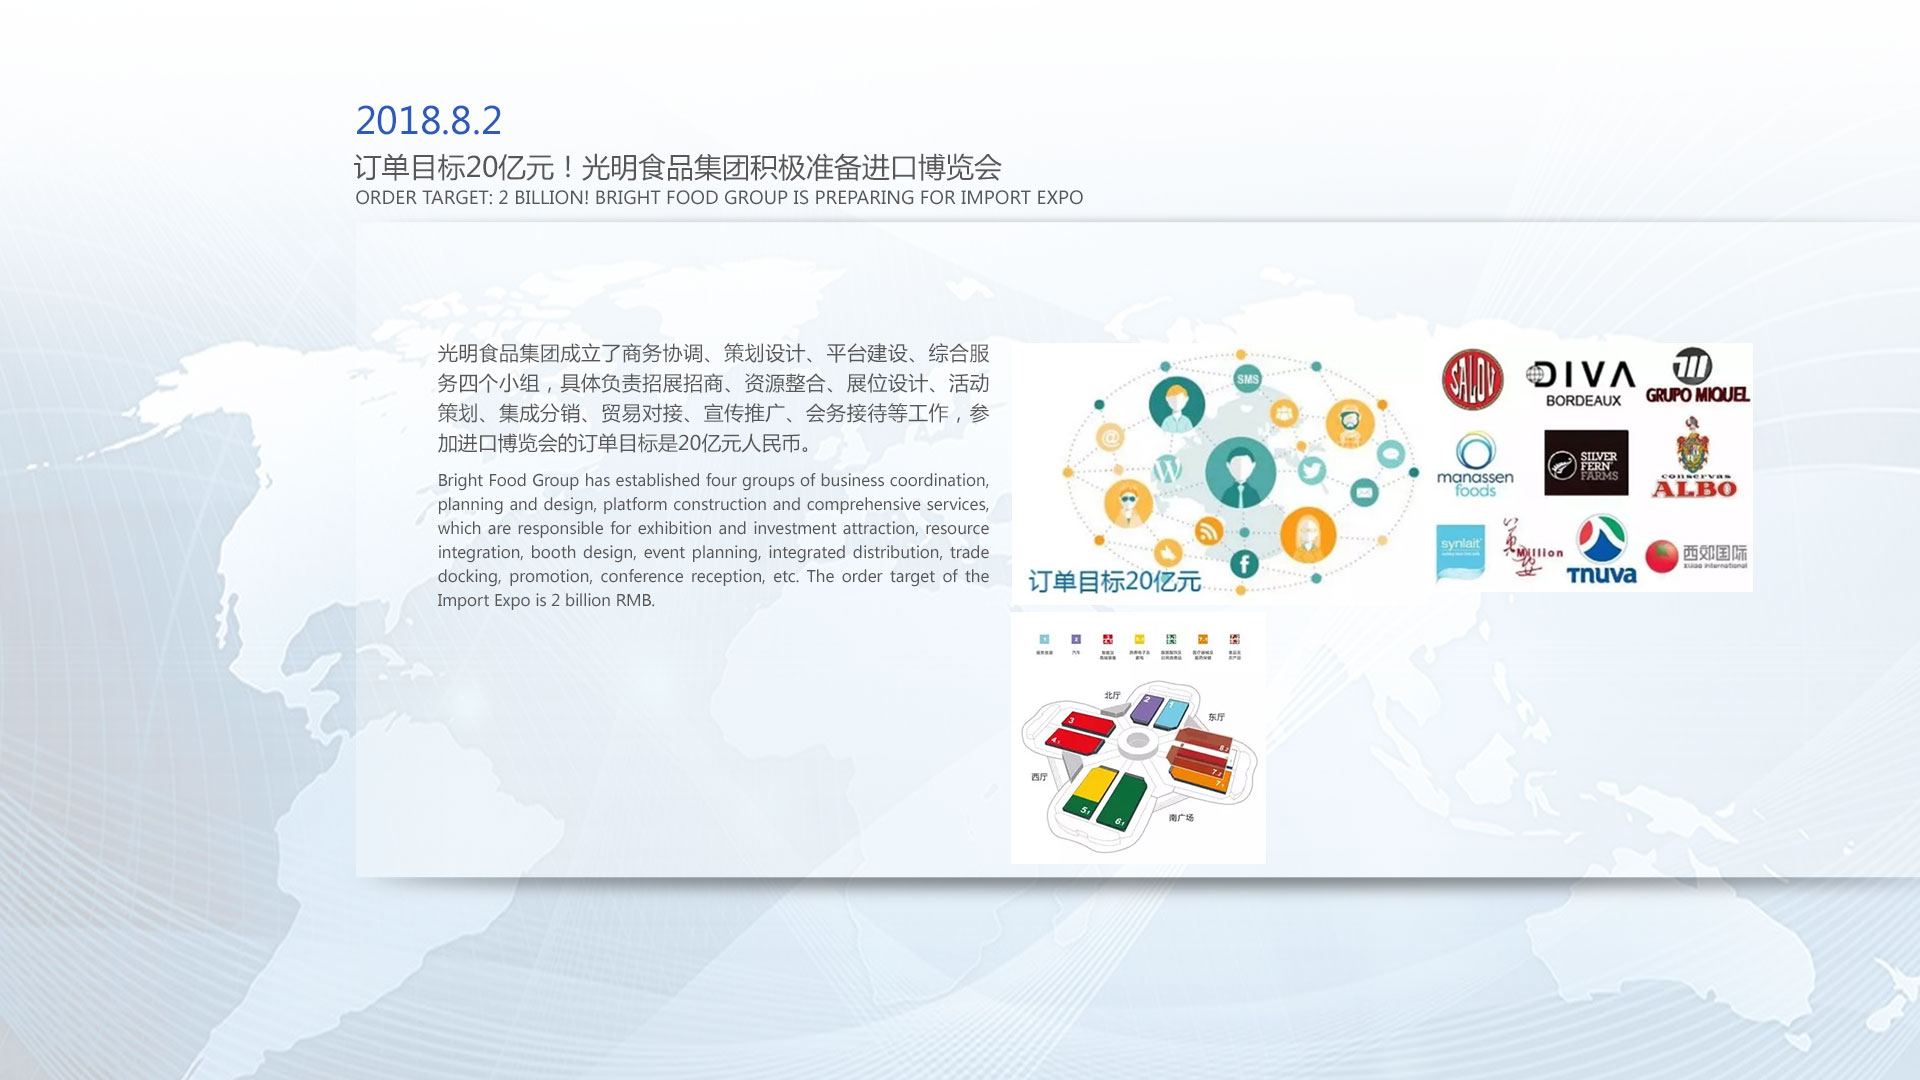 2018.8.2
订单目标20亿元！光明食品集团积极准备进口博览会
ORDER TARGET: 2 BILLION! BRIGHT FOOD GROUP IS PREPARING FOR IMPORT EXPO
光明食品集团成立了商务协调、策划设计、平台建设、综合服
务四个小组，具体负责招展招商、资源整合、展位设计、活动
策划、集成分销、贸易对接、宣传推广、会务接待等工作，参
加进口博览会的订单目标是20亿元人民币。
Bright Food Group has established four groups of business coordination,
planning and design, platform construction and comprehensive services,
which are responsible for exhibition and investment attraction, resource
integration, booth design, event planning, integrated distribution, trade
docking, promotion, conference reception, etc. The order target of the
Import Expo is 2 billion RMB.
SMS
@
订单目标20亿元
SALOV
DIVA
BORDEAUX
GRUPO MIQUEL
manassen
foods
SILVER
FERN
FARMS
conservas
ALBO
synlait
Million
TNUVA
西郊国际
Xijiao International
北厅
东厅
西厅
南广场
2
1
3
4.1
8.2
7.2
7.1
5.1
6.1